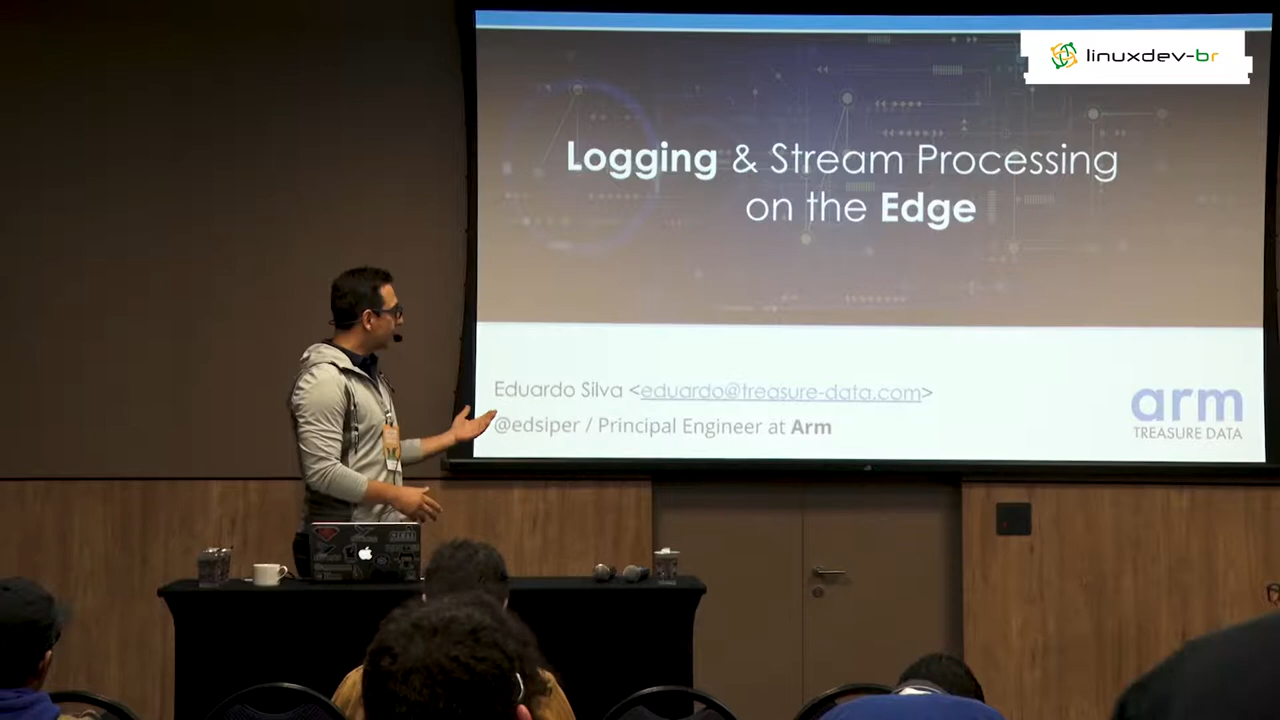 linuxdev-br
Logging & Stream Processing
on the Edge
Eduardo Silva <eduardo@treasure-data.com>
@edsiper / Principal Engineer at Arm
arm
TREASURE DATA